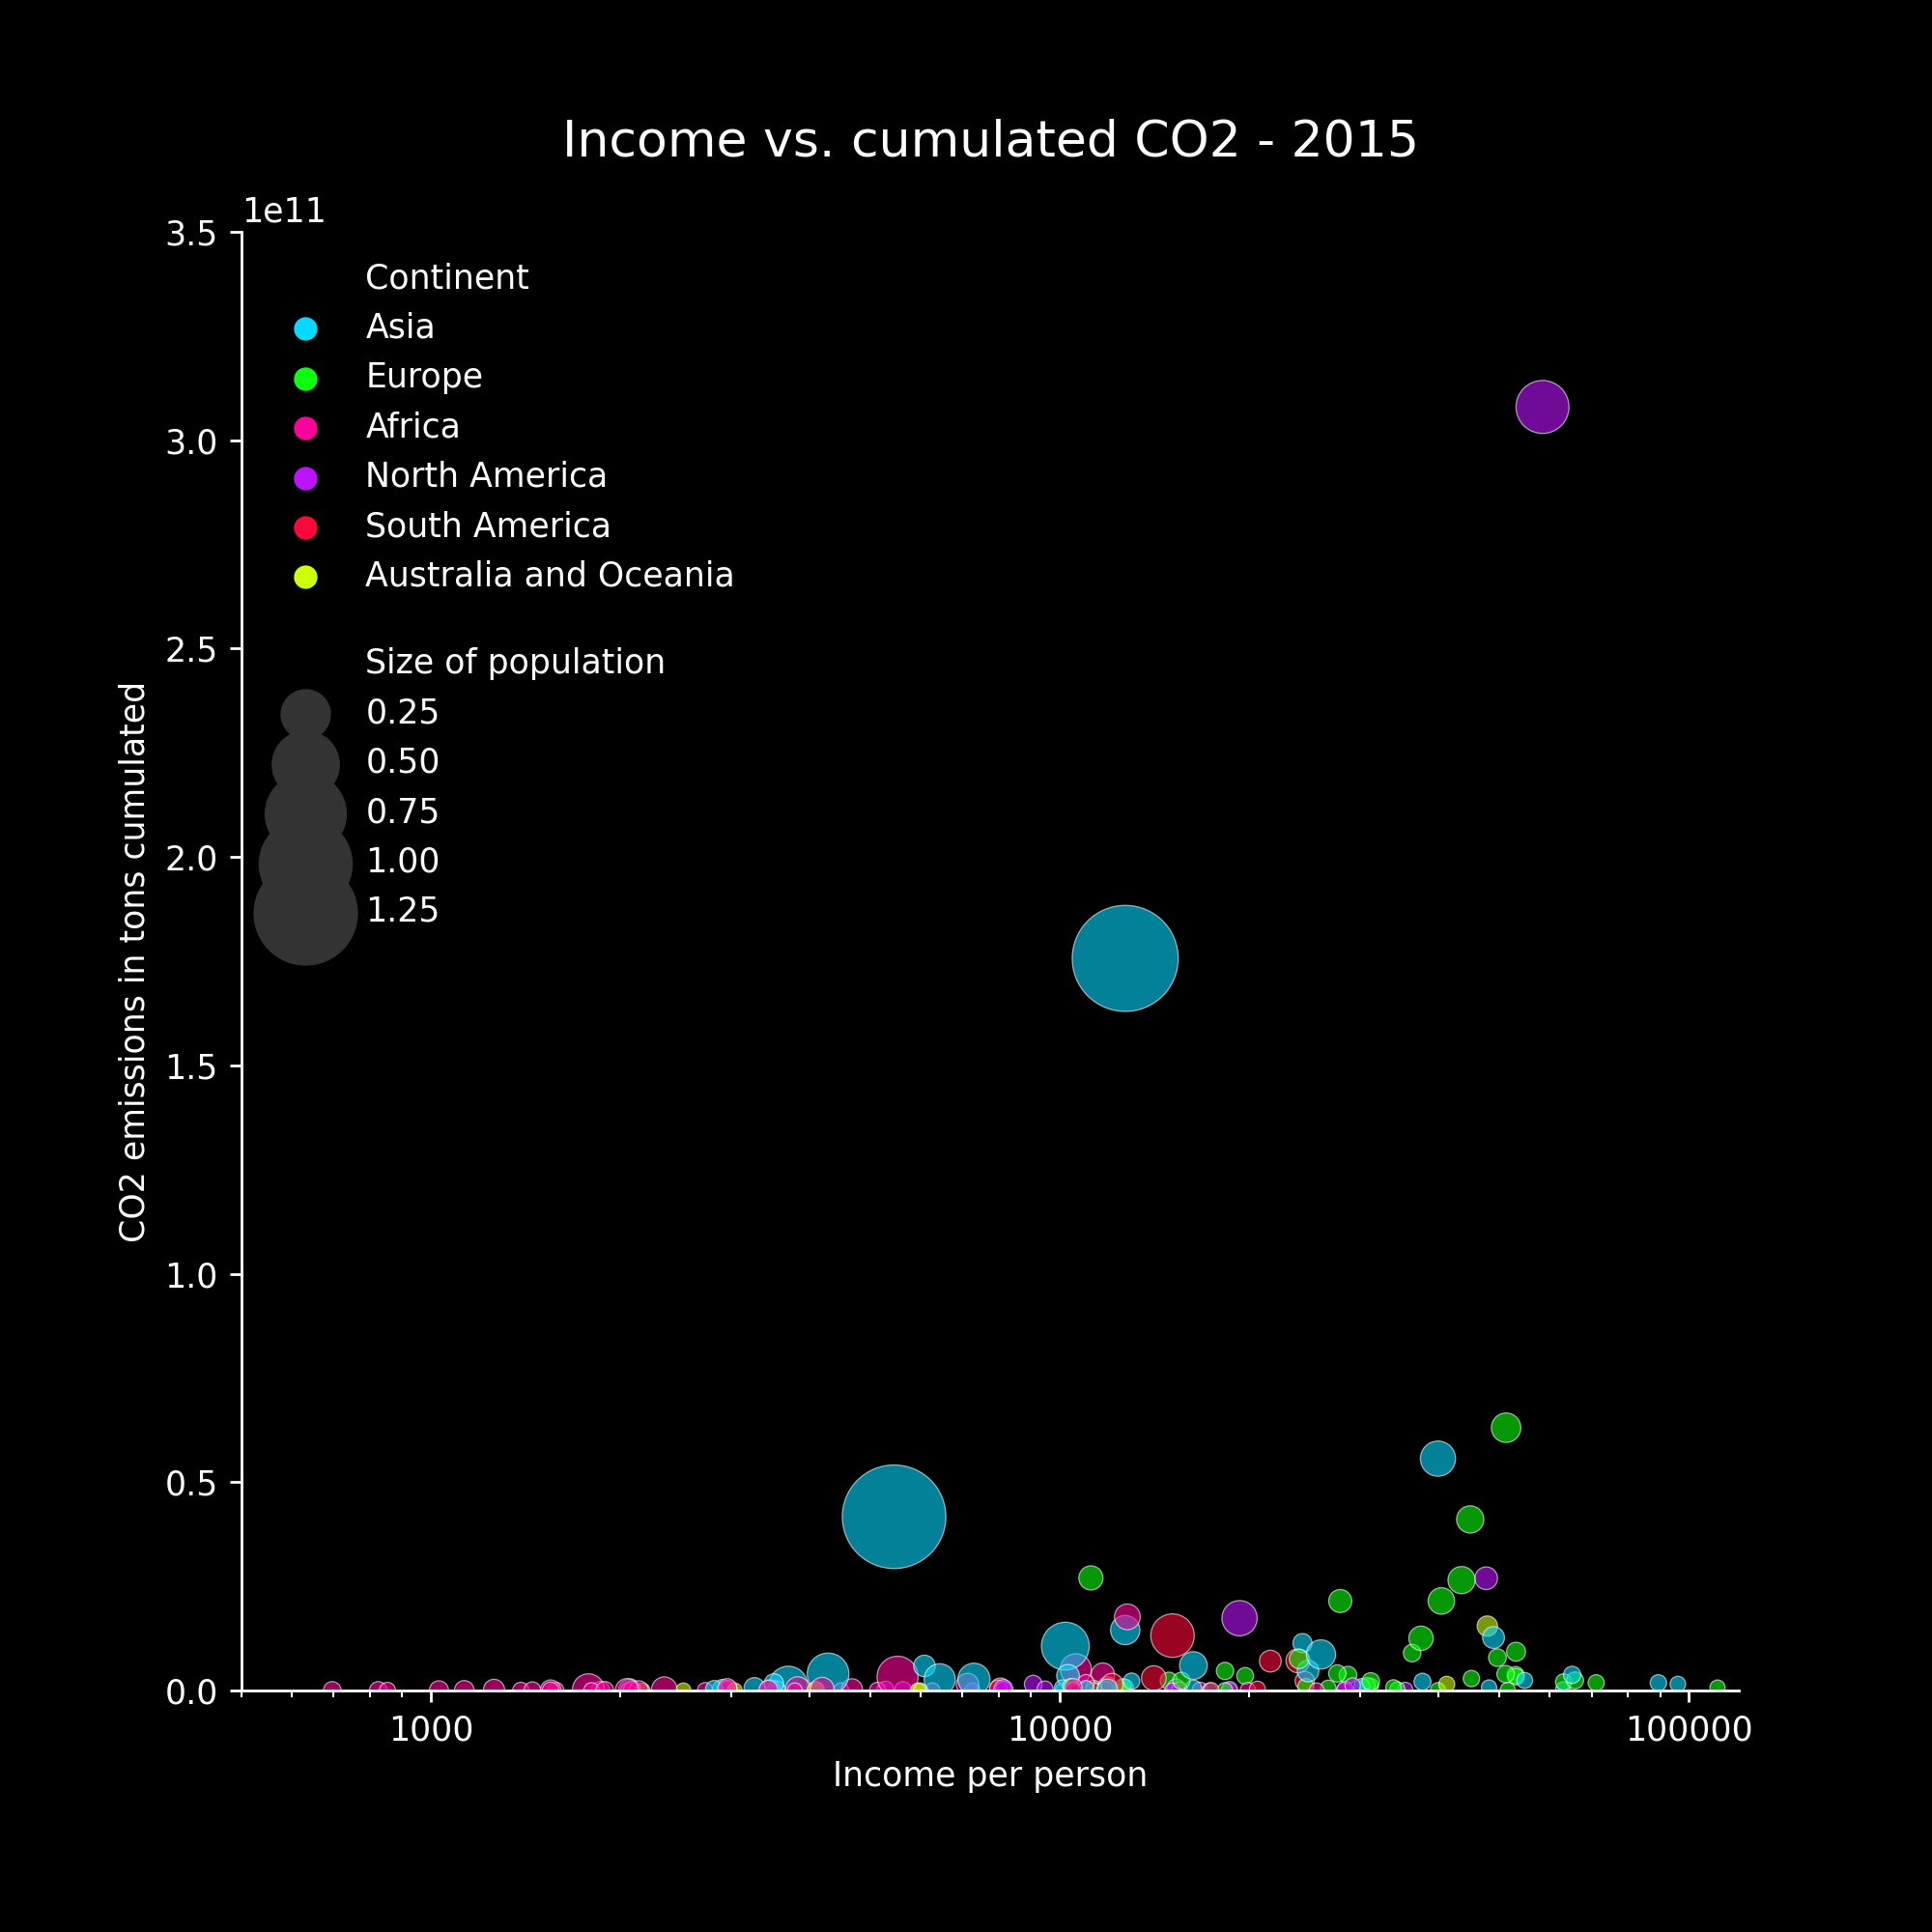 Income vs. cumulated CO2 - 2015
1e11
3.5
3.0
2.5
2.0
1.5
1.0
0.5
0.0
CO2 emissions in tons cumulated
Continent
Asia
Europe
Africa
North America
South America
Australia and Oceania
Size of population
0.25
0.50
0.75
1.00
1.25
1000 10000 100000
Income per person